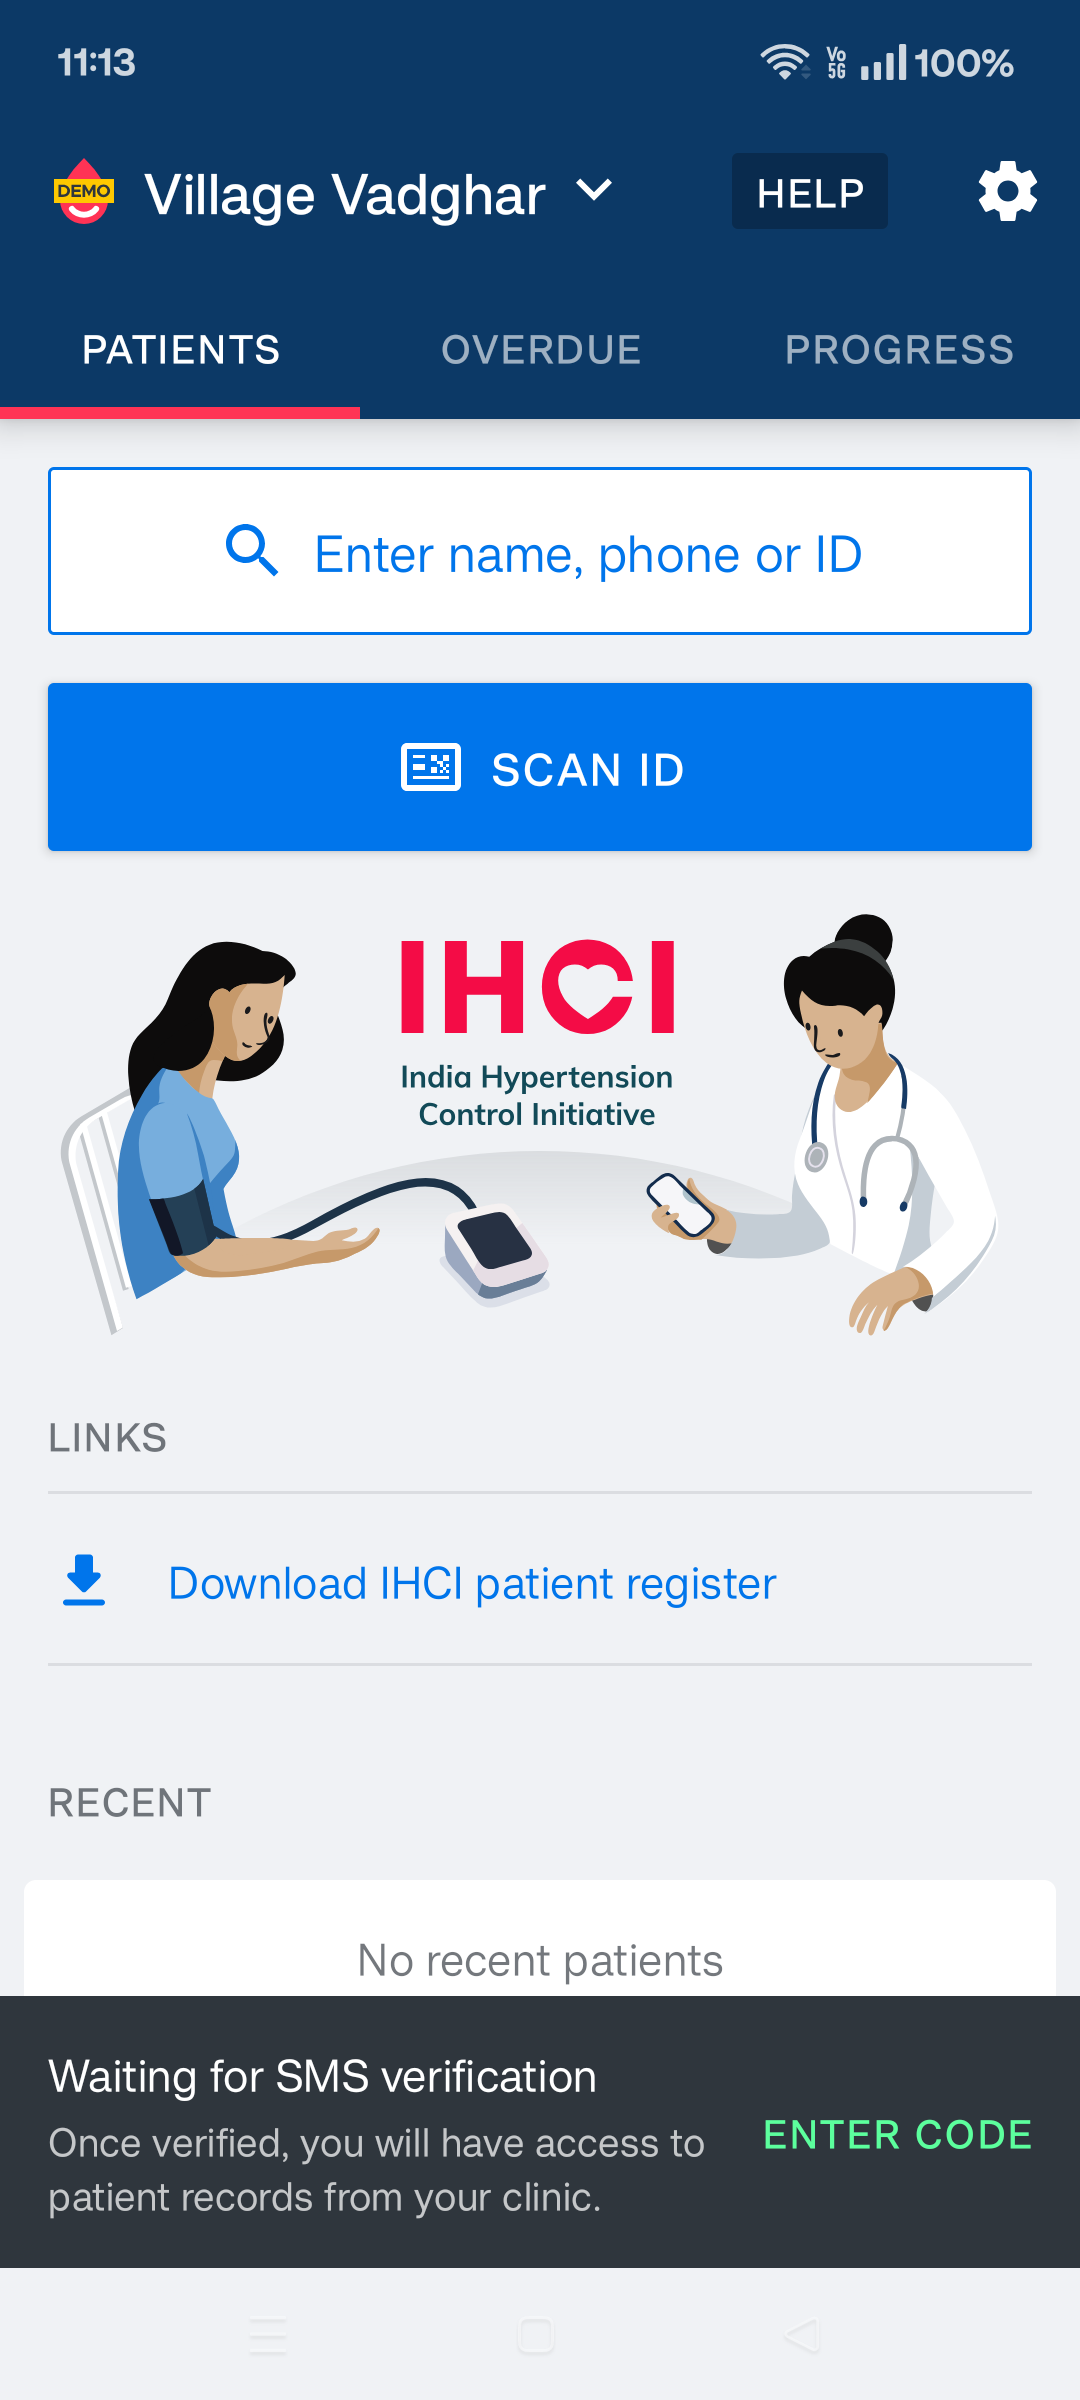 11:13
Vo
5G
100%
DEMO
Village Vadghar
HELP
PATIENTS
OVERDUE
PROGRESS
Enter name, phone or ID
SCAN ID
IHCI
India Hypertension
Control Initiative
LINKS
Download IHCI patient register
RECENT
No recent patients
Waiting for SMS verification
Once verified, you will have access to
patient records from your clinic.
ENTER CODE